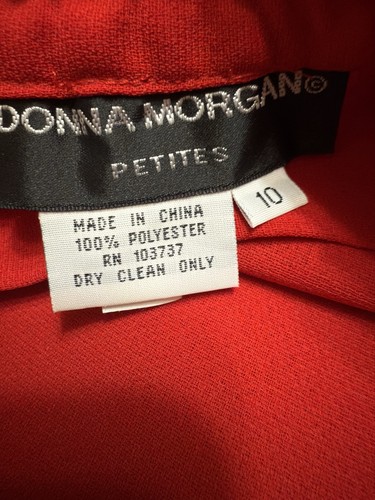 DONNA MORGAN©
PETITES
10
MADE IN CHINA
100% POLYESTER
RN 103737
DRY CLEAN ONLY